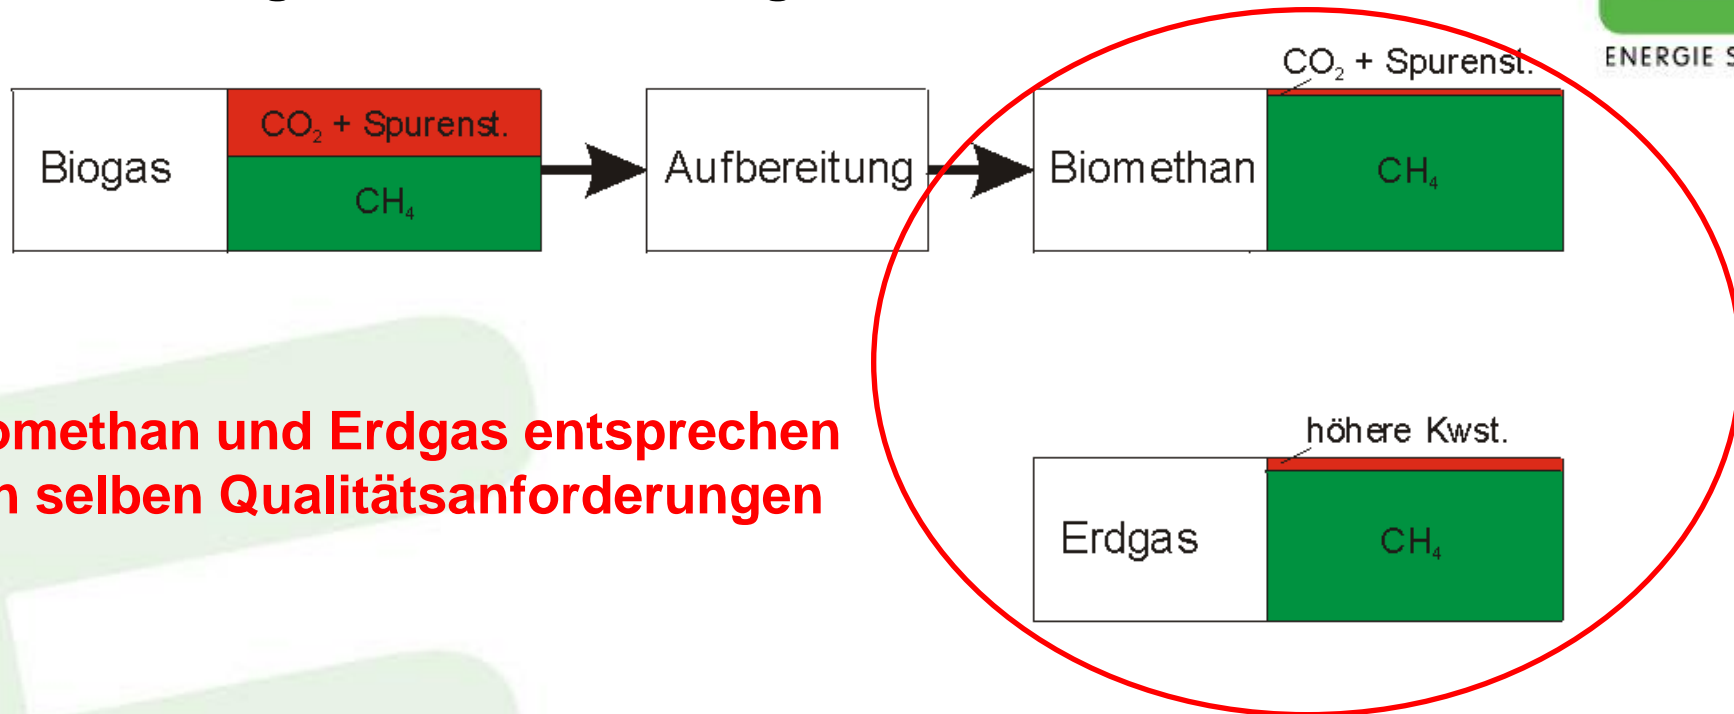 ENERGIE S
CO₂ + Spurenst.
CO₂ + Spurenst.
Biogas
CH₄
Aufbereitung
Biomethan
CH₄
omethan und Erdgas entsprechen
n selben Qualitätsanforderungen
höhere Kwst.
Erdgas
CH₄